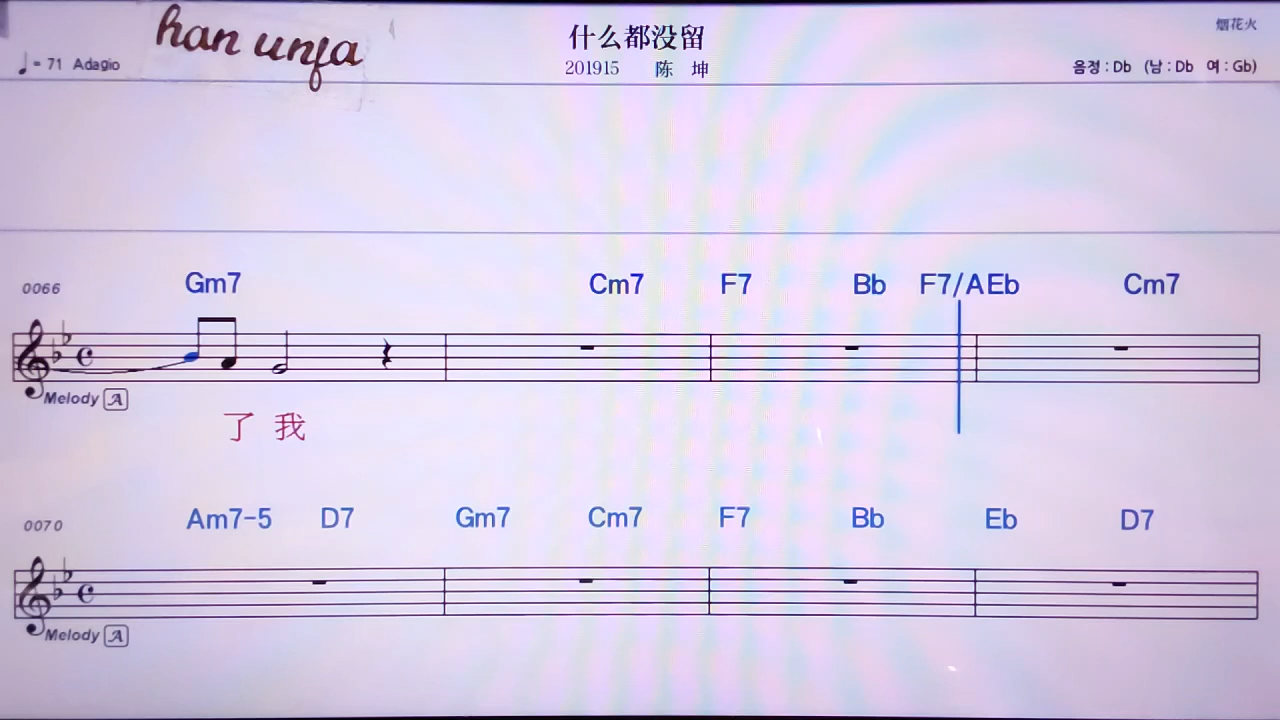 han unfa
什么都没留
烟花火
♩= 71 Adagio
201915 陈 坤
음정 : Db (남 : Db 여 : Gb)
0066 Gm7 Cm7 F7 Bb F7/A Eb Cm7
Melody A
了 我
0070 Am7-5 D7 Gm7 Cm7 F7 Bb Eb D7
Melody A